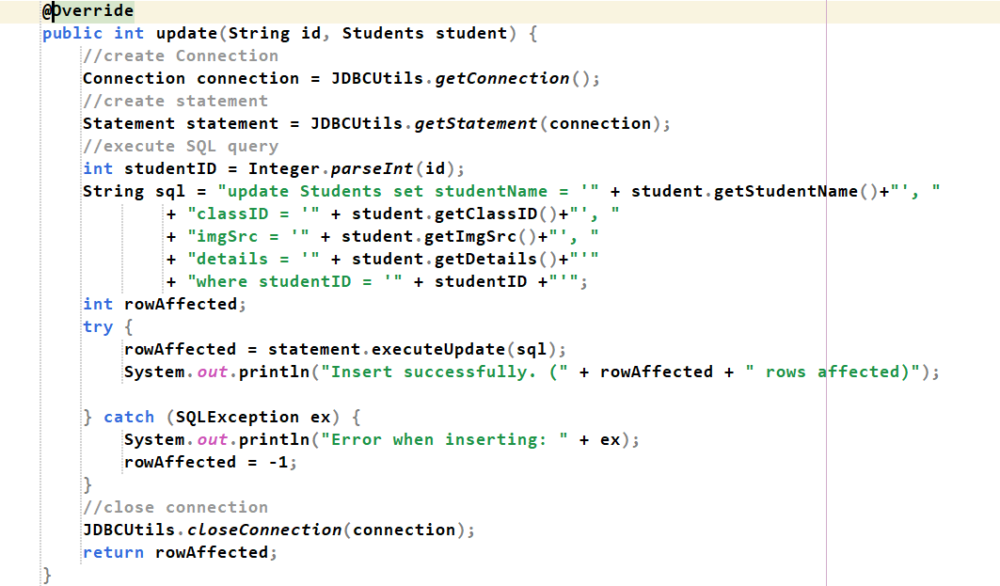 @Override
public int update(String id, Students student) {
//create Connection
Connection connection = JDBCUtils.getConnection();
//create statement
Statement statement = JDBCUtils.getStatement(connection);
//execute SQL query
int studentID = Integer.parseInt(id);
String sql = "update Students set studentName = '" + student.getStudentName()+"', "
+ "classID = '" + student.getClassID()+"', "
+ "imgSrc = '" + student.getImgSrc()+"', "
+ "details = '" + student.getDetails()+"'"
+ "where studentID = '" + studentID +"'";
int rowAffected;
try {
rowAffected = statement.executeUpdate(sql);
System.out.println("Insert successfully. (" + rowAffected + " rows affected)");
} catch (SQLException ex) {
System.out.println("Error when inserting: " + ex);
rowAffected = -1;
}
//close connection
JDBCUtils.closeConnection(connection);
return rowAffected;
}